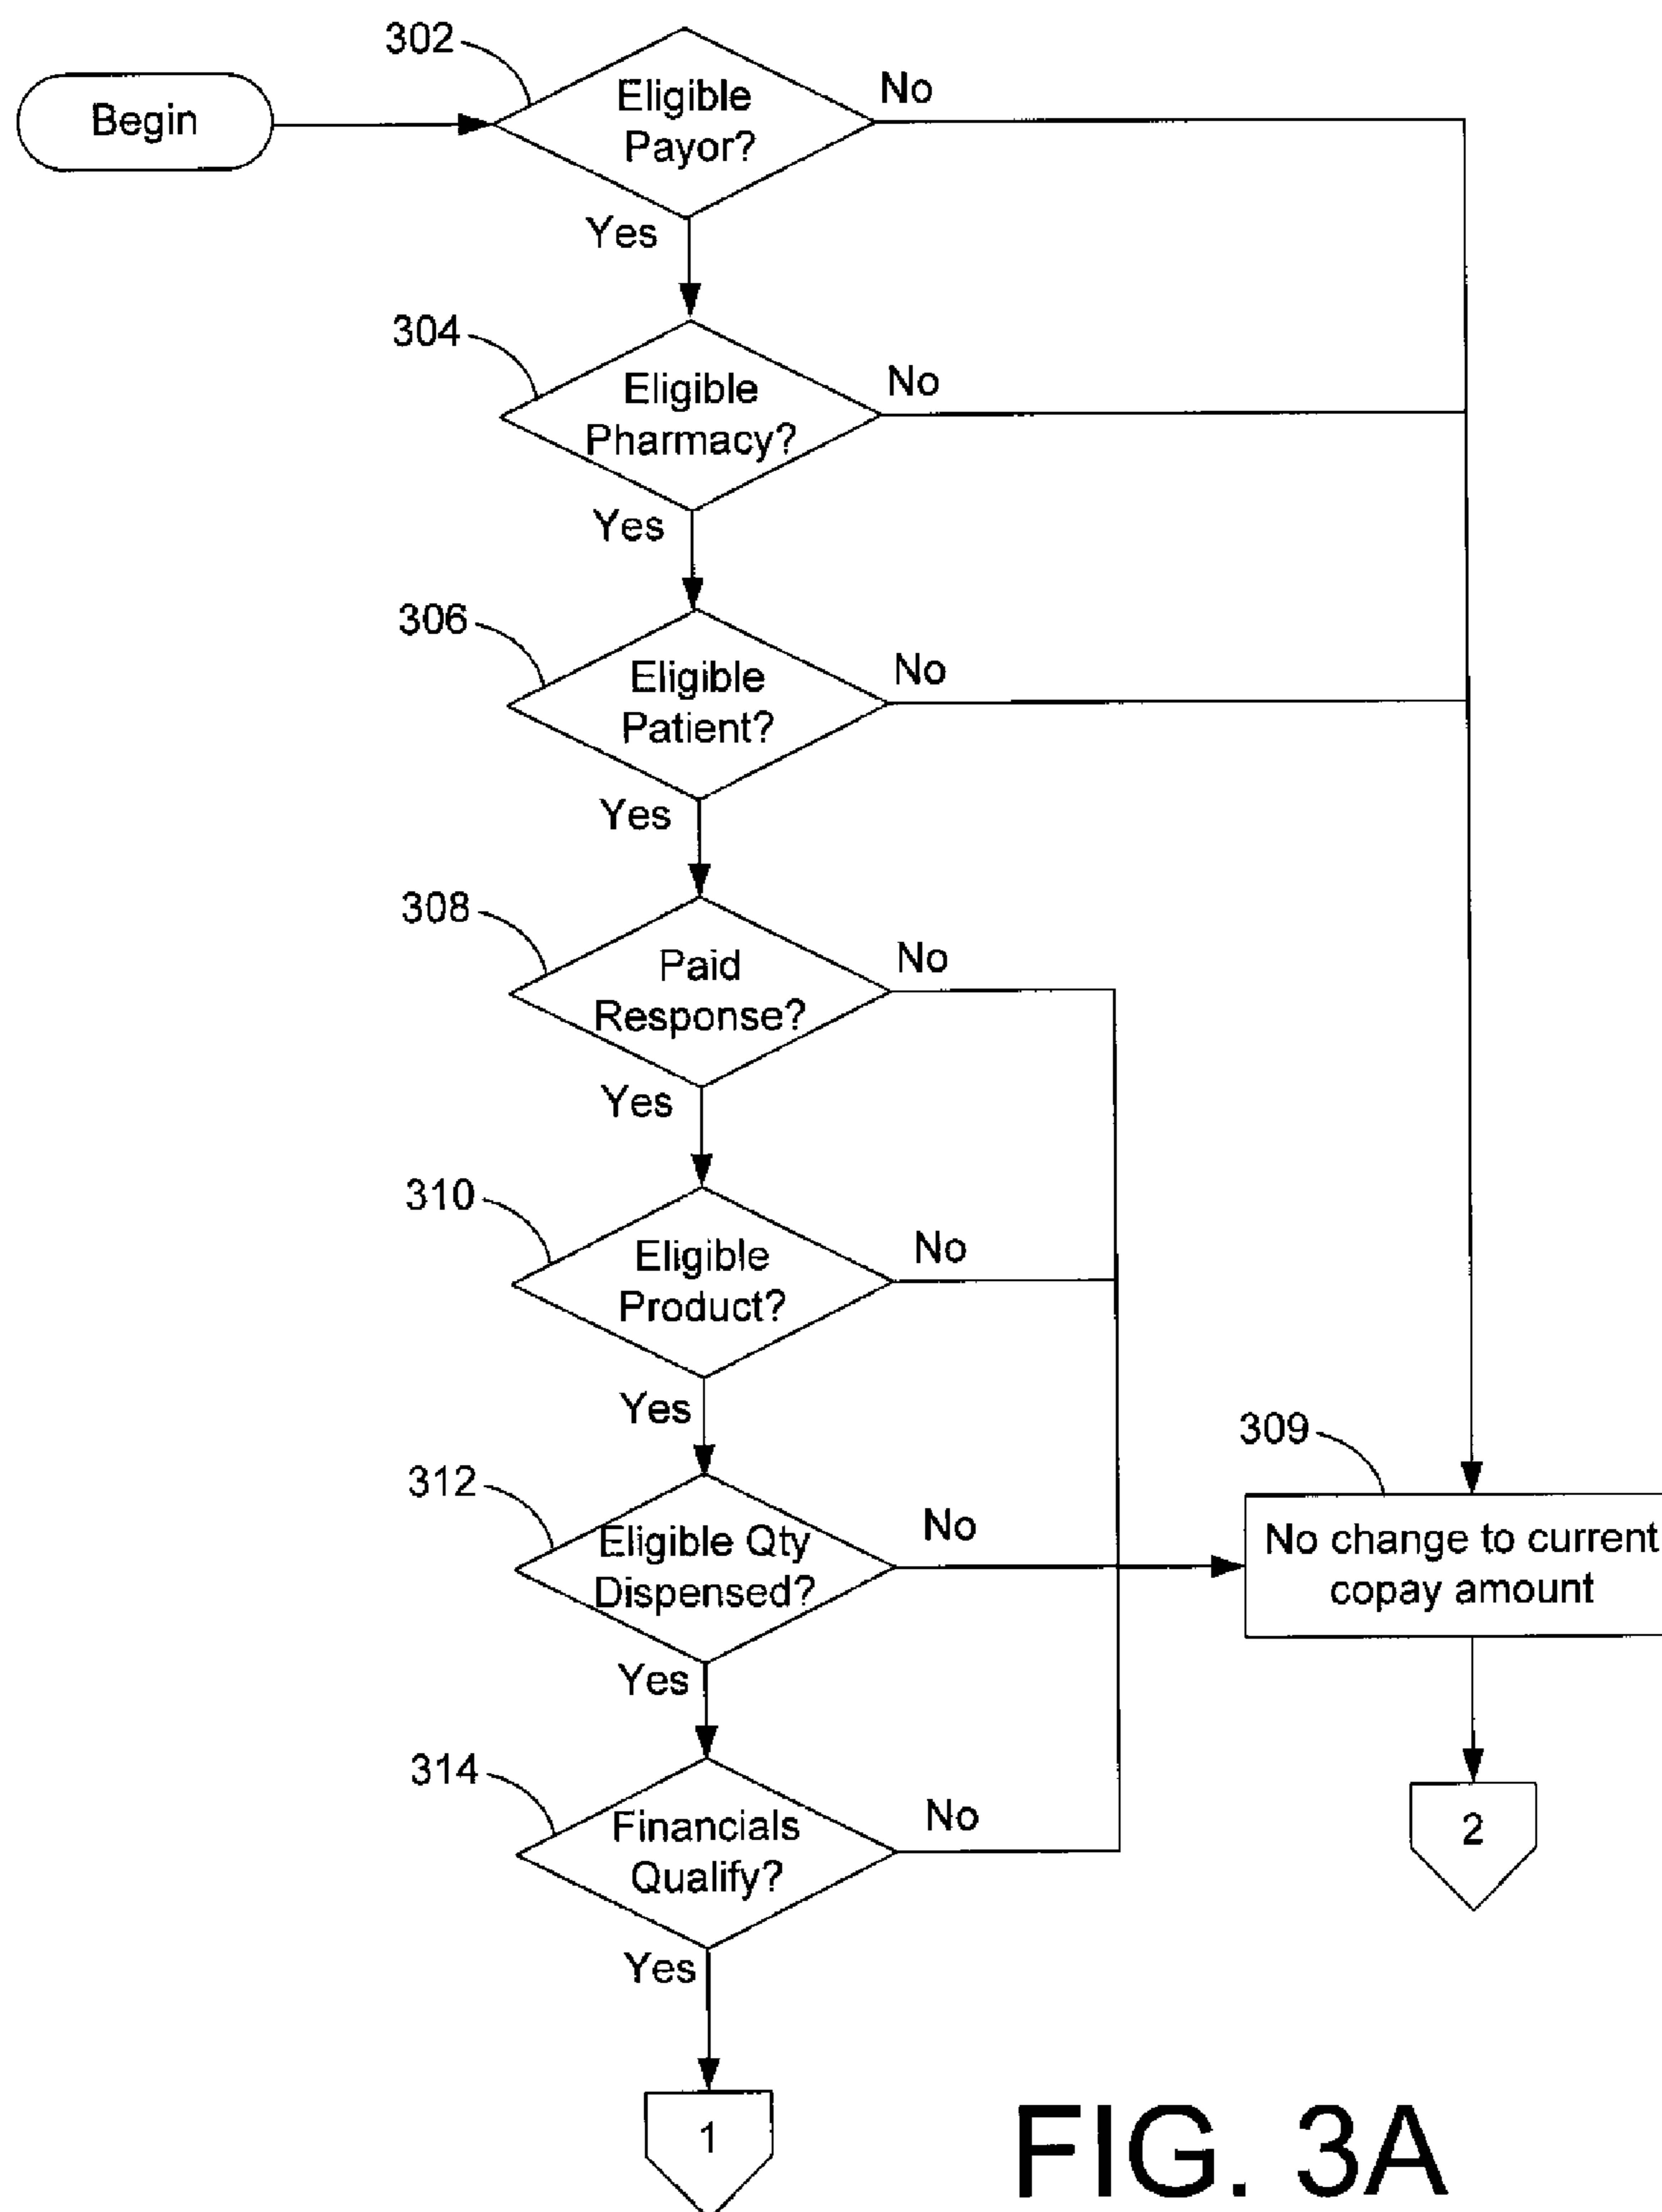 302
Begin
Eligible
Payor?
No
Yes
304
Eligible
Pharmacy?
No
Yes
306
Eligible
Patient?
No
Yes
308
Paid
Response?
No
Yes
310
Eligible
Product?
No
Yes
312
Eligible Qty
Dispensed?
No
Yes
309
No change to current
copay amount
314
Financials
Qualify?
No
Yes
2
1
FIG. 3A